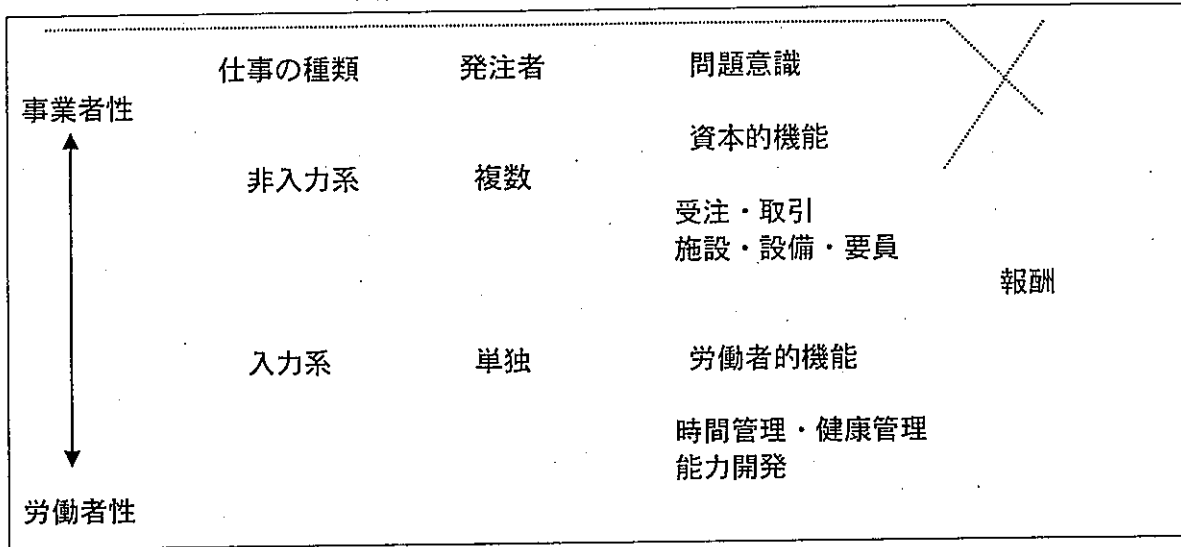 仕事の種類 発注者 問題意識
事業者性
資本的機能
非入力系 複数
受注・取引
施設・設備・要員
報酬
入力系 単独 労働者的機能
時間管理・健康管理
能力開発
労働者性